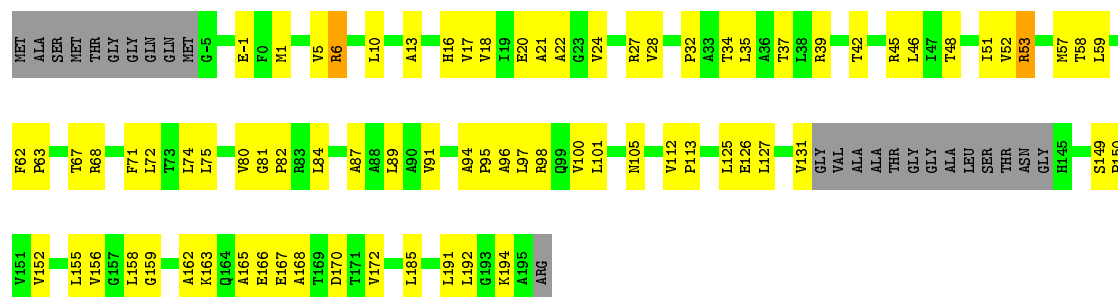 MET ALA SER MET THR GLY GLY GLN GLN MET G-5 E-1 F0 M1 V5 R6 L10 A13 H16 V17 V18 I19 E20 A21 A22 G23 V24 R27 V28 P32 A33 T34 L35 A36 T37 L38 R39 T42 R45 L46 I47 T48 I51 V52 R53 M57 T58 L59
F62 P63 T67 R68 F71 L72 T73 L74 L75 V80 G81 P82 R83 L84 A87 A88 L89 A90 V91 A94 P95 A96 L97 R98 Q99 V100 L101 N105 V112 P113 L125 E126 L127 V131 GLY VAL ALA ALA THR GLY GLY ALA LEU SER THR ASN GLY H145 S149
V151 V152 L155 V156 G157 L158 G159 A162 K163 Q164 A165 E166 E167 A168 T169 D170 T171 V172 L185 L191 L192 G193 K194 A195 ARG